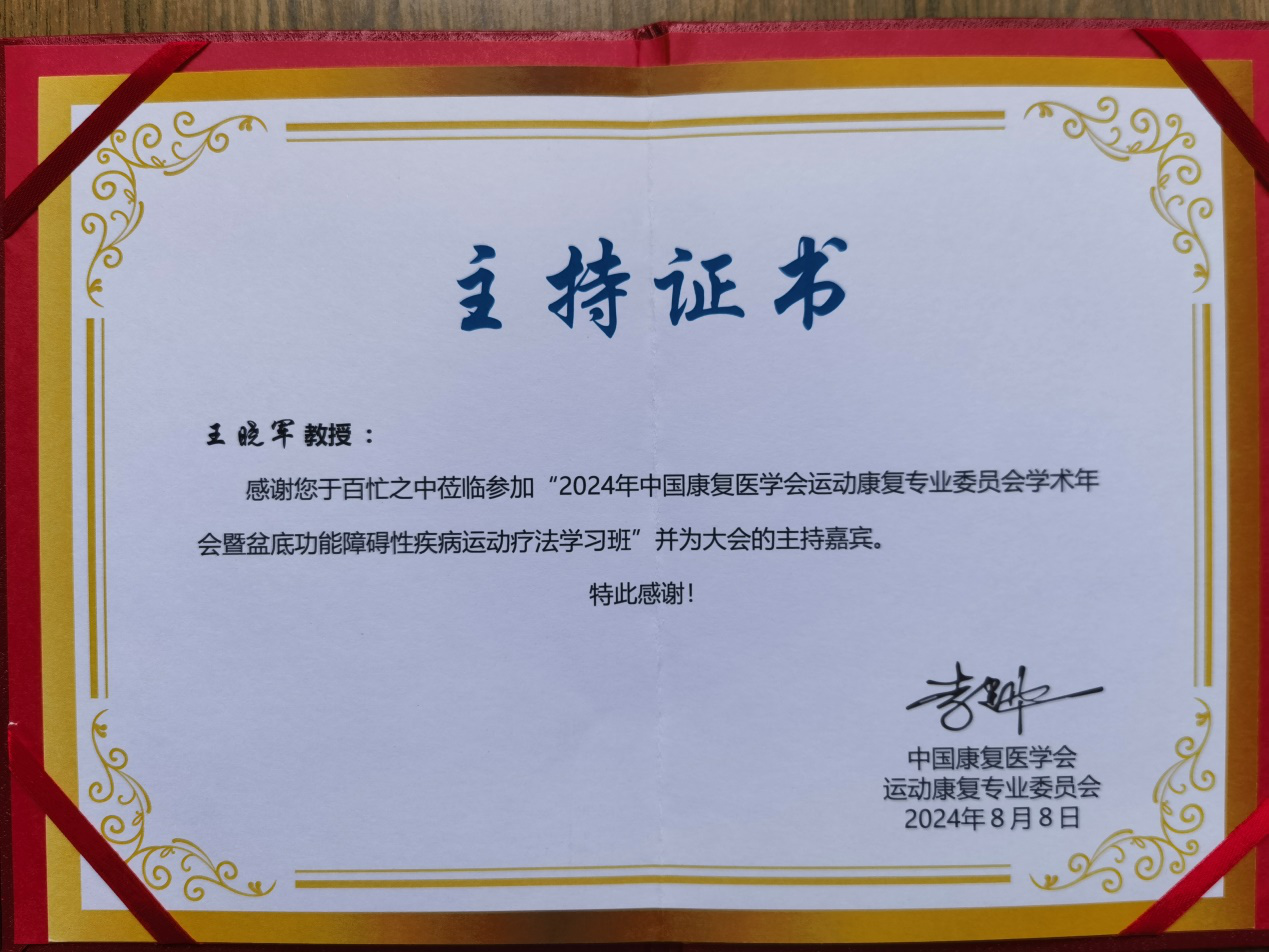 主持证书
王晓军教授：
感谢您于百忙之中莅临参加“2024年中国康复医学会运动康复专业委员会学术年
会暨盆底功能障碍性疾病运动疗法学习班”并为大会的主持嘉宾。
特此感谢！
中国康复医学会
运动康复专业委员会
2024年8月8日